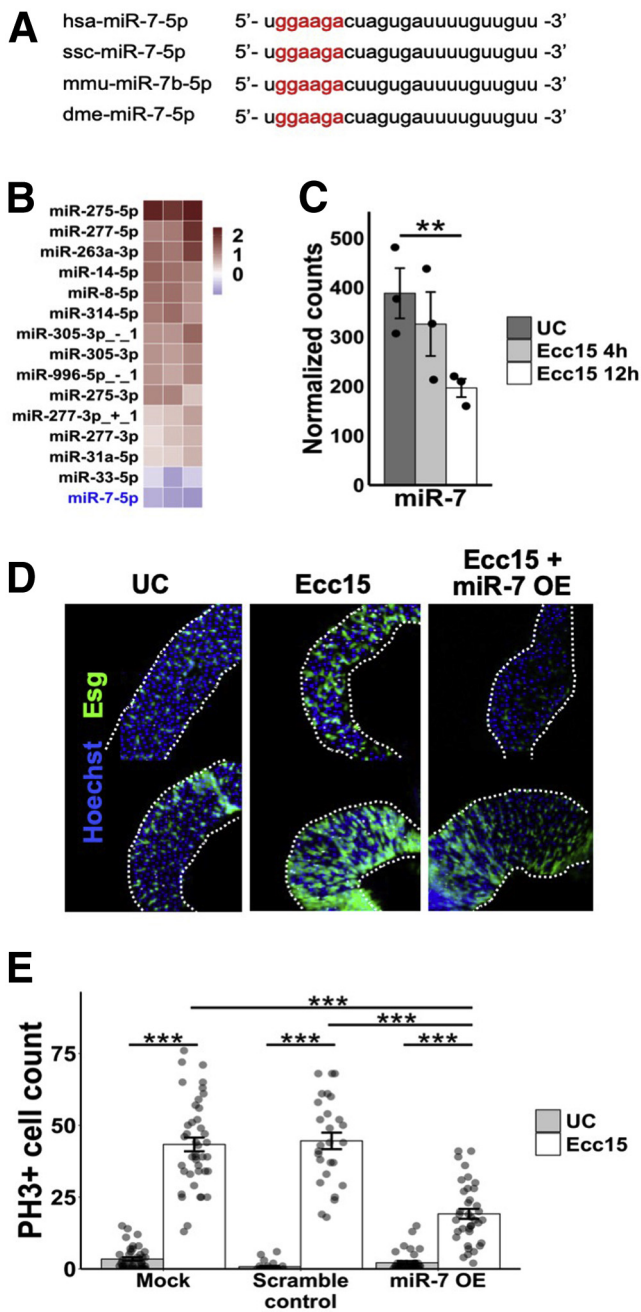 A
hsa-miR-7-5p 5’- uggaagacuagugauuuuguuguu -3’
ssc-miR-7-5p 5’- uggaagacuagugauuuuguuguu -3’
mmu-miR-7b-5p 5’- uggaagacuugugauuuuguuguu -3’
dme-miR-7-5p 5’- uggaagacuagugauuuuguuguu -3’
B
miR-275-5p
miR-277-5p
miR-263a-3p
miR-14-5p
miR-8-5p
miR-314-5p
miR-305-3p_-_1
miR-305-3p
miR-996-5p_-_1
miR-275-3p
miR-277-3p_+_1
miR-277-3p
miR-31a-5p
miR-33-5p
miR-7-5p
2
1
0
C
Normalized counts
500
400
300
200
100
0
**
miR-7
UC
Ecc15 4h
Ecc15 12h
D
UC
Ecc15
Ecc15 +
miR-7 OE
Hoechst Esg
E
PH3+ cell count
75
50
25
0
***
***
***
***
***
Mock
Scramble
control
miR-7 OE
UC
Ecc15